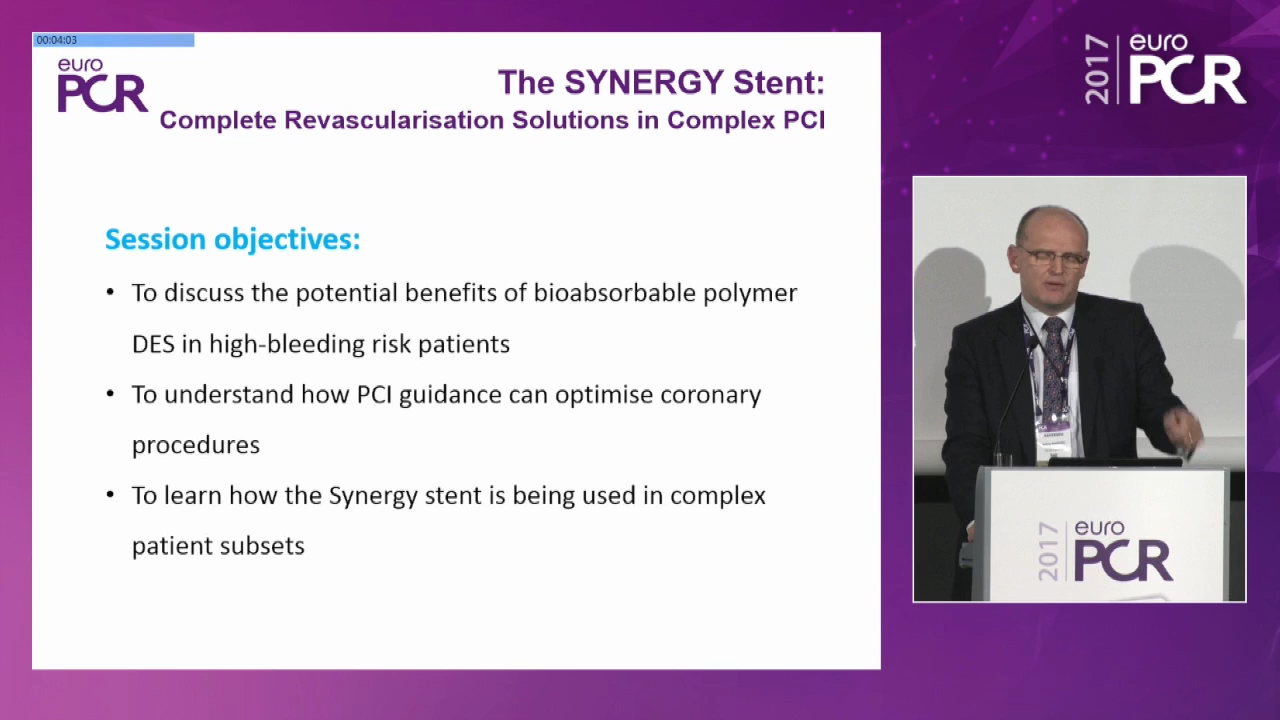 00:04:03
euro
PCR
The SYNERGY Stent:
Complete Revascularisation Solutions in Complex PCI
Session objectives:
• To discuss the potential benefits of bioabsorbable polymer
DES in high-bleeding risk patients
• To understand how PCI guidance can optimise coronary
procedures
• To learn how the Synergy stent is being used in complex
patient subsets
2017
euro
PCR
2017
euro
PCR